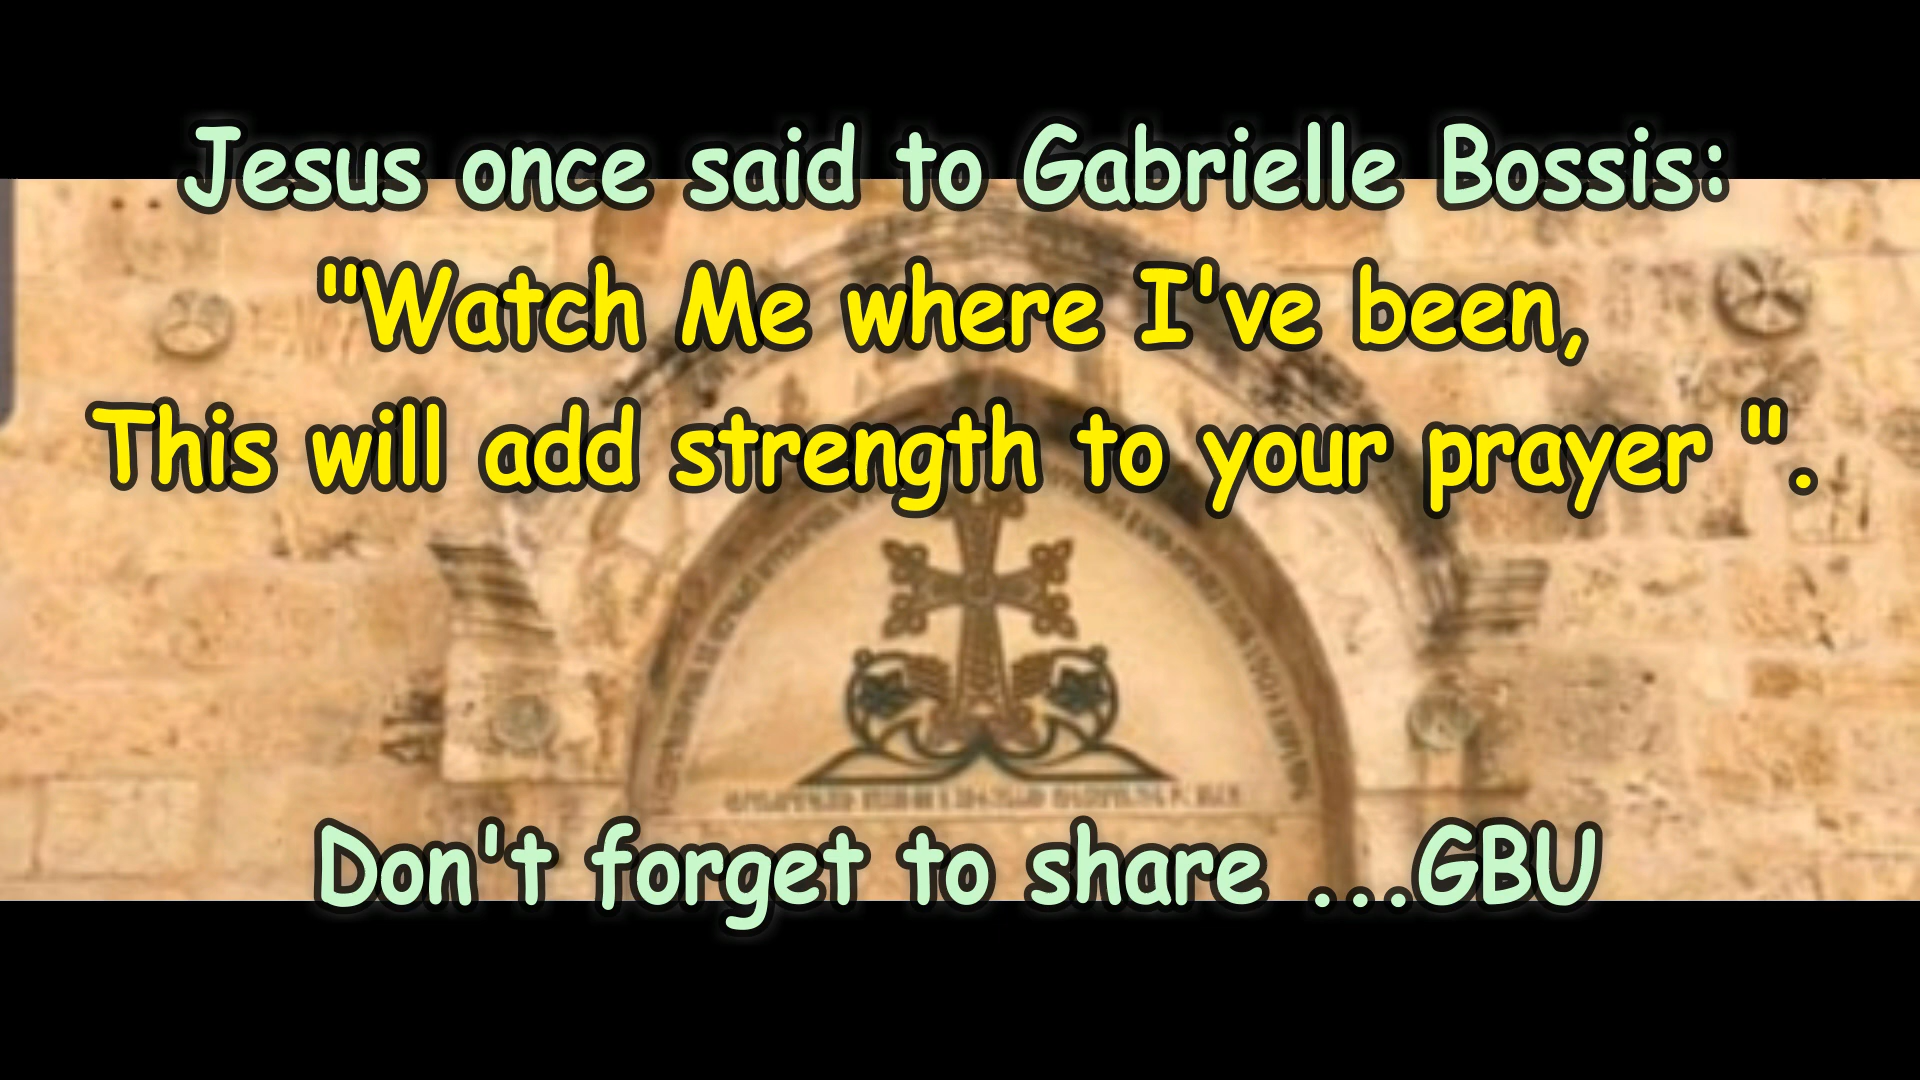 Jesus once said to Gabrielle Bossis:
"Watch Me where I've been,
This will add strength to your prayer ".
Don't forget to share ...GBU